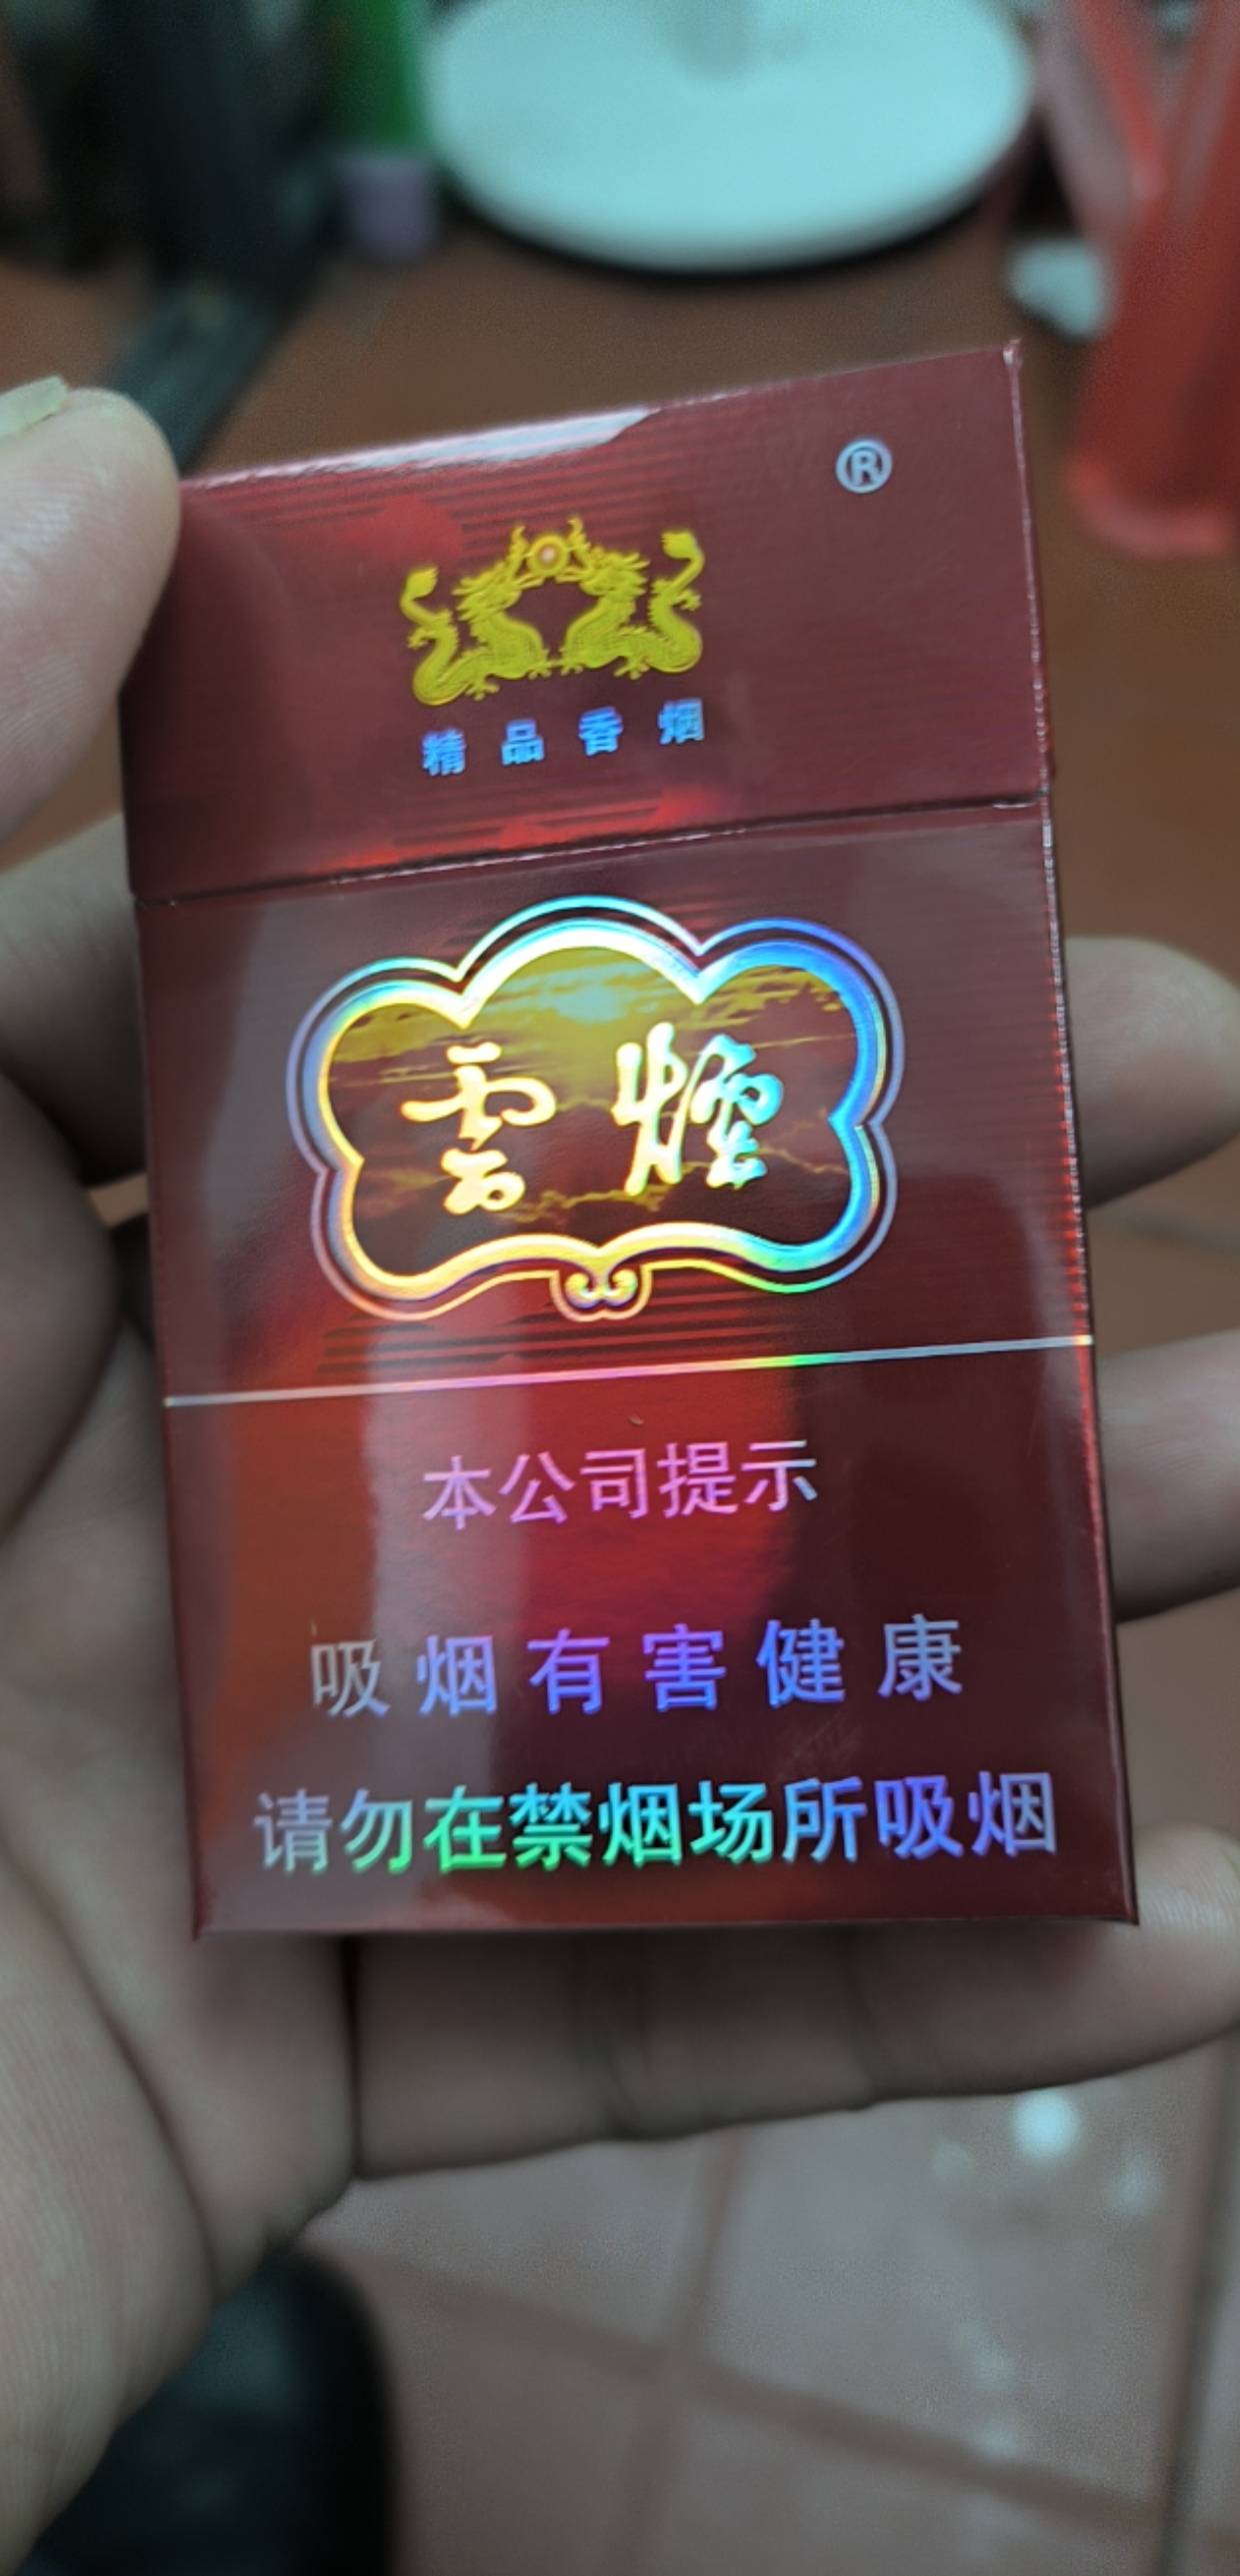 ®
精品香烟
雲煙
本公司提示
吸烟有害健康
请勿在禁烟场所吸烟